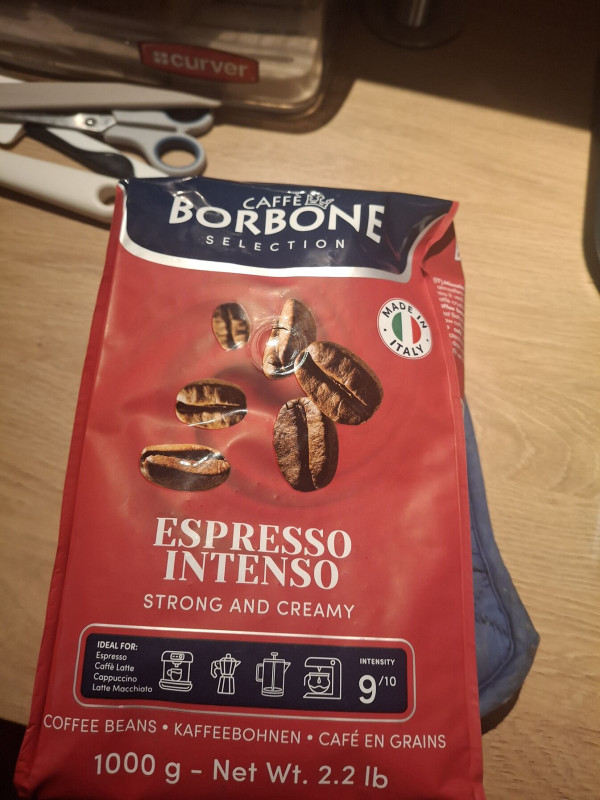 curver
CAFFÈ
BORBONE
SELECTION
MADE IN
ITALY
ESPRESSO
INTENSO
STRONG AND CREAMY
IDEAL FOR:
Espresso
Caffè Latte
Cappuccino
Latte Macchiato
INTENSITY
9/10
COFFEE BEANS • KAFFEEBOHNEN • CAFÉ EN GRAINS
1000 g - Net Wt. 2.2 lb